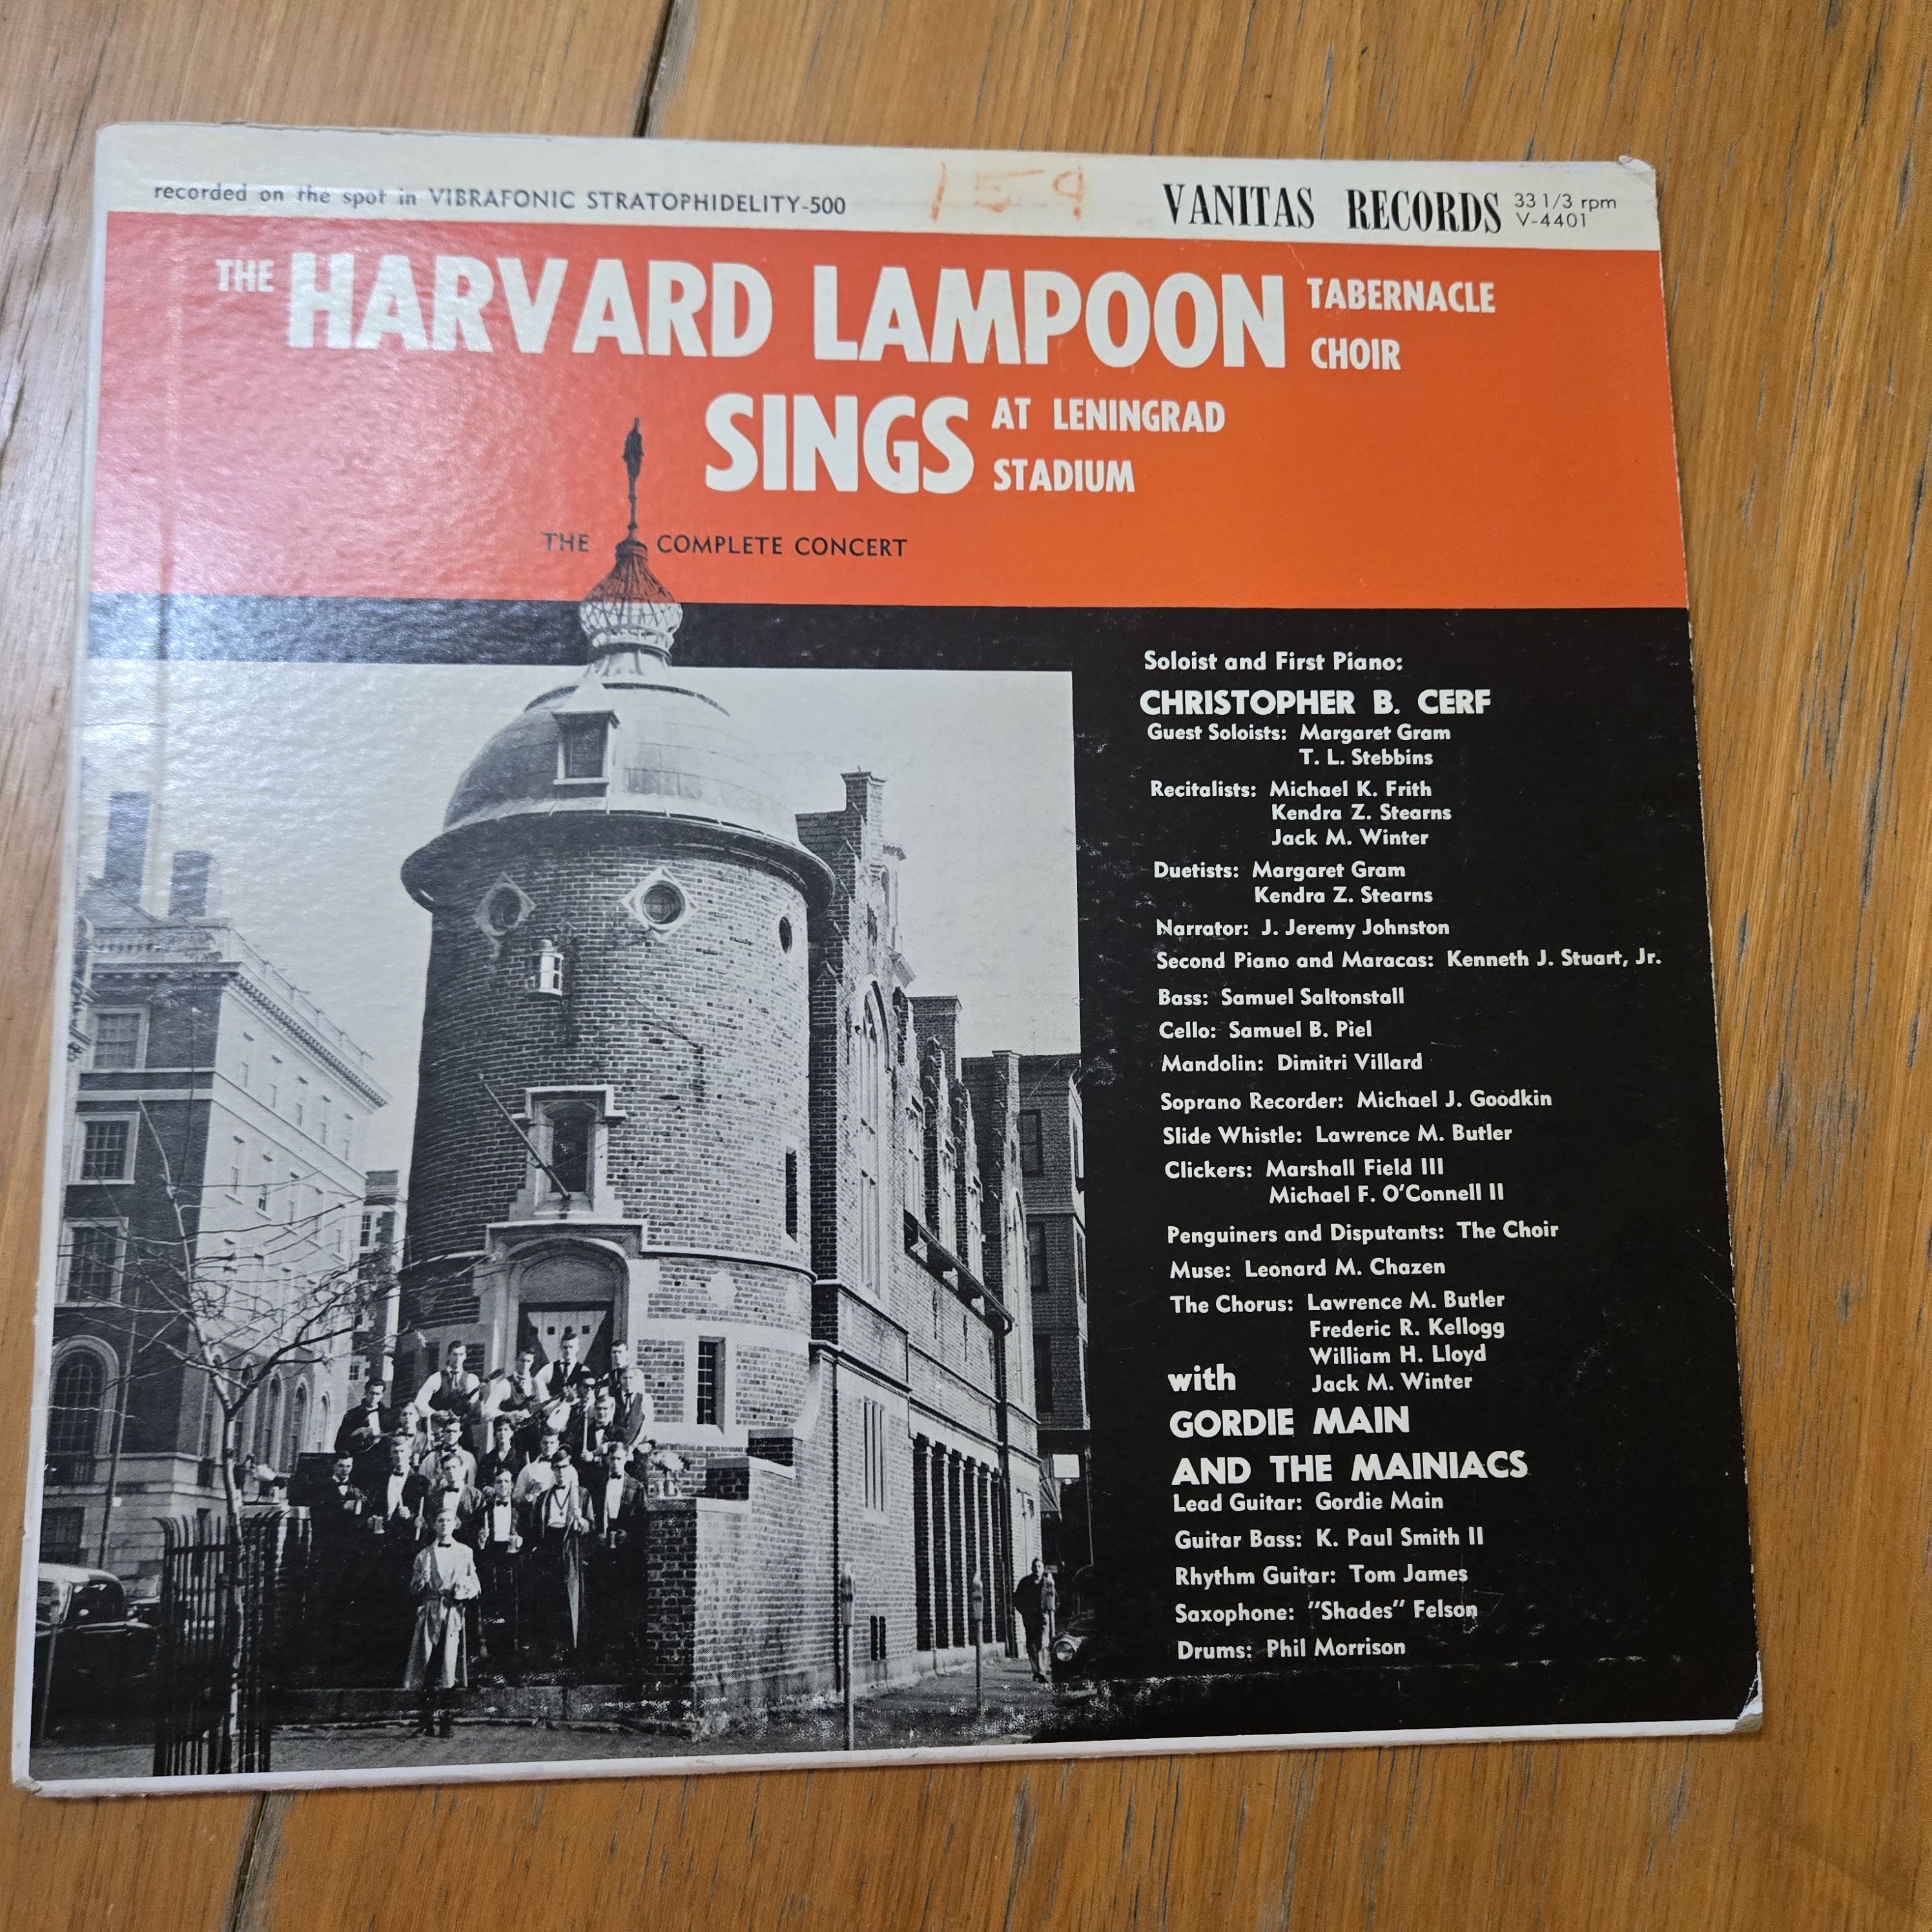 recorded on the spot in VIBRAFONIC STRATOPHIDELITY-500
159
VANITAS RECORDS 33 1/3 rpm
V-4401
THE HARVARD LAMPOON TABERNACLE
CHOIR
SINGS AT LENINGRAD
STADIUM
THE COMPLETE CONCERT
Soloist and First Piano:
CHRISTOPHER B. CERF
Guest Soloists: Margaret Gram
T. L. Stebbins
Recitalists: Michael K. Frith
Kendra Z. Stearns
Jack M. Winter
Duetists: Margaret Gram
Kendra Z. Stearns
Narrator: J. Jeremy Johnston
Second Piano and Maracas: Kenneth J. Stuart, Jr.
Bass: Samuel Saltonstall
Cello: Samuel B. Piel
Mandolin: Dimitri Villard
Soprano Recorder: Michael J. Goodkin
Slide Whistle: Lawrence M. Butler
Clickers: Marshall Field III
Michael F. O'Connell II
Penguiners and Disputants: The Choir
Muse: Leonard M. Chazen
The Chorus: Lawrence M. Butler
Frederic R. Kellogg
William H. Lloyd
Jack M. Winter
with
GORDIE MAIN
AND THE MAINIACS
Lead Guitar: Gordie Main
Guitar Bass: K. Paul Smith II
Rhythm Guitar: Tom James
Saxophone: "Shades" Felson
Drums: Phil Morrison